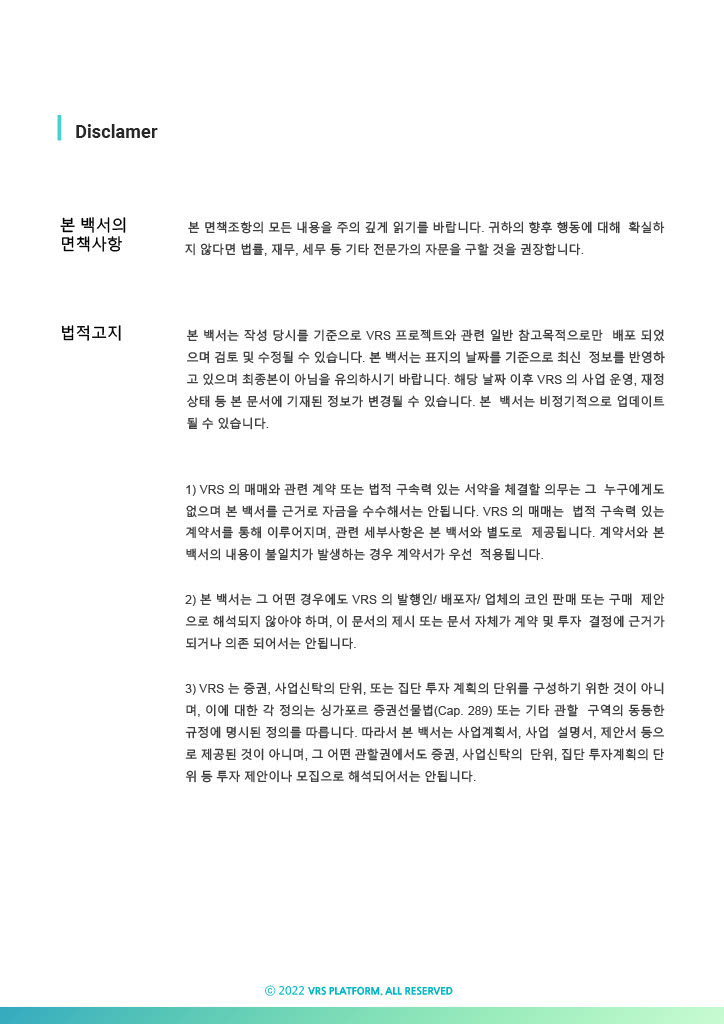 Disclamer
본 백서의
면책사항
본 면책조항의 모든 내용을 주의 깊게 읽기를 바랍니다. 귀하의 향후 행동에 대해 확실하
지 않다면 법률, 재무, 세무 등 기타 전문가의 자문을 구할 것을 권장합니다.
법적고지
본 백서는 작성 당시를 기준으로 VRS 프로젝트와 관련 일반 참고목적으로만 배포 되었
으며 검토 및 수정될 수 있습니다. 본 백서는 표지의 날짜를 기준으로 최신 정보를 반영하
고 있으며 최종본이 아님을 유의하시기 바랍니다. 해당 날짜 이후 VRS 의 사업 운영, 재정
상태 등 본 문서에 기재된 정보가 변경될 수 있습니다. 본 백서는 비정기적으로 업데이트
될 수 있습니다.
1) VRS 의 매매와 관련 계약 또는 법적 구속력 있는 서약을 체결할 의무는 그 누구에게도
없으며 본 백서를 근거로 자금을 수수해서는 안됩니다. VRS 의 매매는 법적 구속력 있는
계약서를 통해 이루어지며, 관련 세부사항은 본 백서와 별도로 제공됩니다. 계약서와 본
백서의 내용이 불일치가 발생하는 경우 계약서가 우선 적용됩니다.
2) 본 백서는 그 어떤 경우에도 VRS 의 발행인/ 배포자/ 업체의 코인 판매 또는 구매 제안
으로 해석되지 않아야 하며, 이 문서의 제시 또는 문서 자체가 계약 및 투자 결정에 근거가
되거나 의존 되어서는 안됩니다.
3) VRS 는 증권, 사업신탁의 단위, 또는 집단 투자 계획의 단위를 구성하기 위한 것이 아니
며, 이에 대한 각 정의는 싱가포르 증권선물법(Cap. 289) 또는 기타 관할 구역의 동등한
규정에 명시된 정의를 따릅니다. 따라서 본 백서는 사업계획서, 사업 설명서, 제안서 등으
로 제공된 것이 아니며, 그 어떤 관할권에서도 증권, 사업신탁의 단위, 집단 투자계획의 단
위 등 투자 제안이나 모집으로 해석되어서는 안됩니다.
ⓒ 2022 VRS PLATFORM. ALL RESERVED